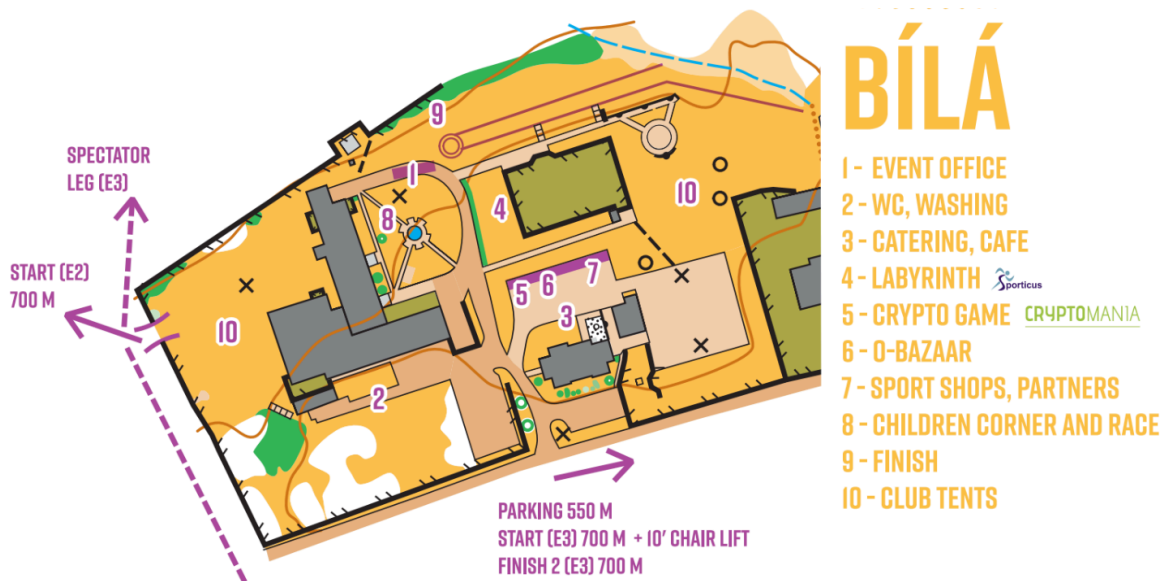 BÍLÁ
1 - EVENT OFFICE
2 - WC, WASHING
3 - CATERING, CAFE
4 - LABYRINTH Sporticus
5 - CRYPTO GAME CRYPTOMANIA
6 - O-BAZAAR
7 - SPORT SHOPS, PARTNERS
8 - CHILDREN CORNER AND RACE
9 - FINISH
10 - CLUB TENTS
SPECTATOR
LEG (E3)
START (E2)
700 M
9
1
8
4
10
5
6
7
3
10
2
PARKING 550 M
START (E3) 700 M + 10' CHAIR LIFT
FINISH 2 (E3) 700 M